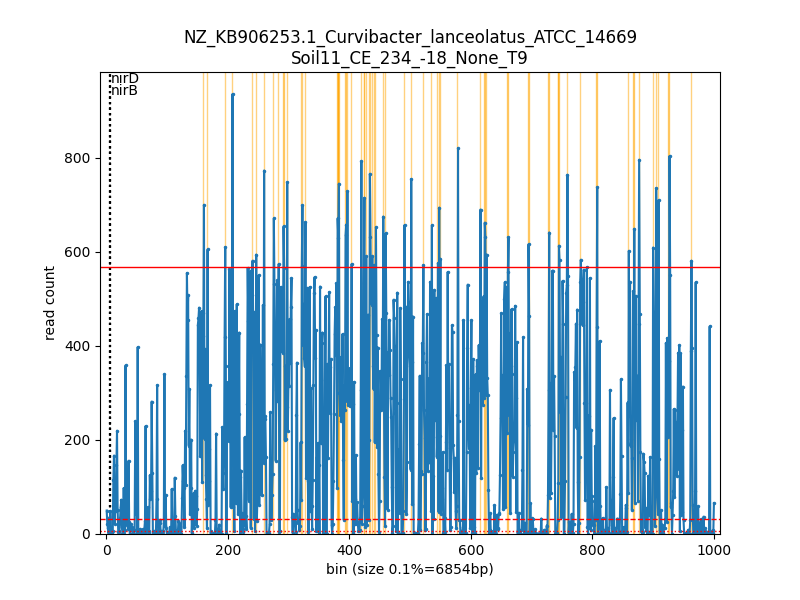 NZ_KB906253.1_Curvibacter_lanceolatus_ATCC_14669
Soil11_CE_234_-18_None_T9
nirD
nirB
800
600
400
200
0
read count
0 200 400 600 800 1000
bin (size 0.1%=6854bp)